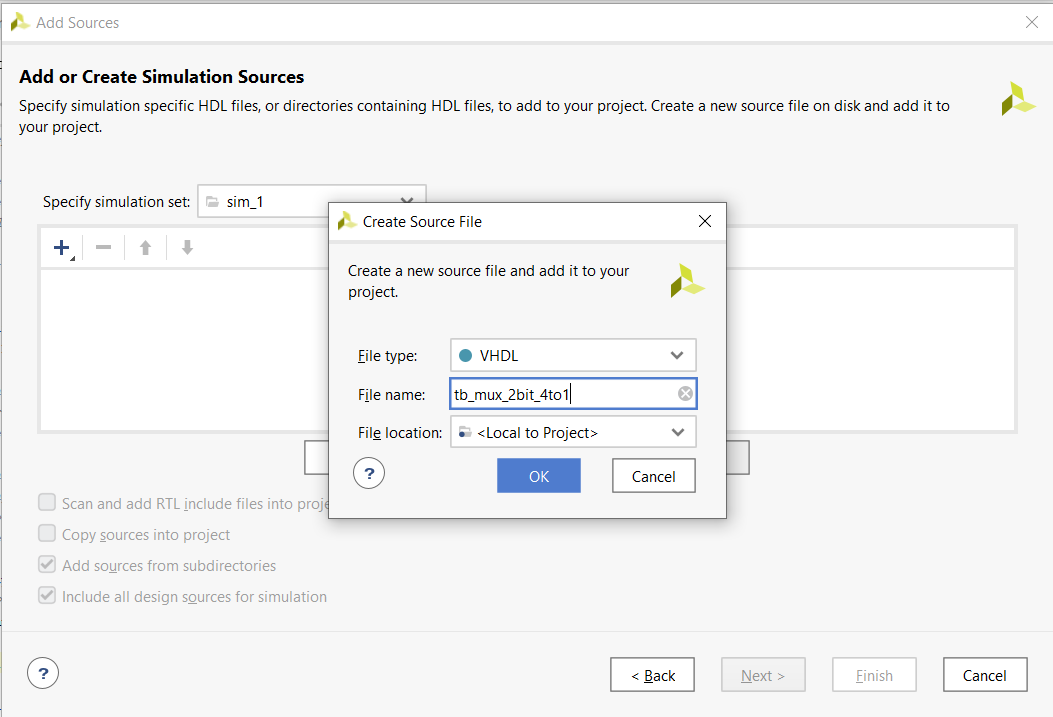 Add Sources
Add or Create Simulation Sources
Specify simulation specific HDL files, or directories containing HDL files, to add to your project. Create a new source file on disk and add it to
your project.
Specify simulation set: sim_1
Create Source File
Create a new source file and add it to your
project.
File type: VHDL
File name: tb_mux_2bit_4to1
File location: <Local to Project>
? OK Cancel
Scan and add RTL include files into proje
Copy sources into project
Add sources from subdirectories
Include all design sources for simulation
? < Back Next > Finish Cancel